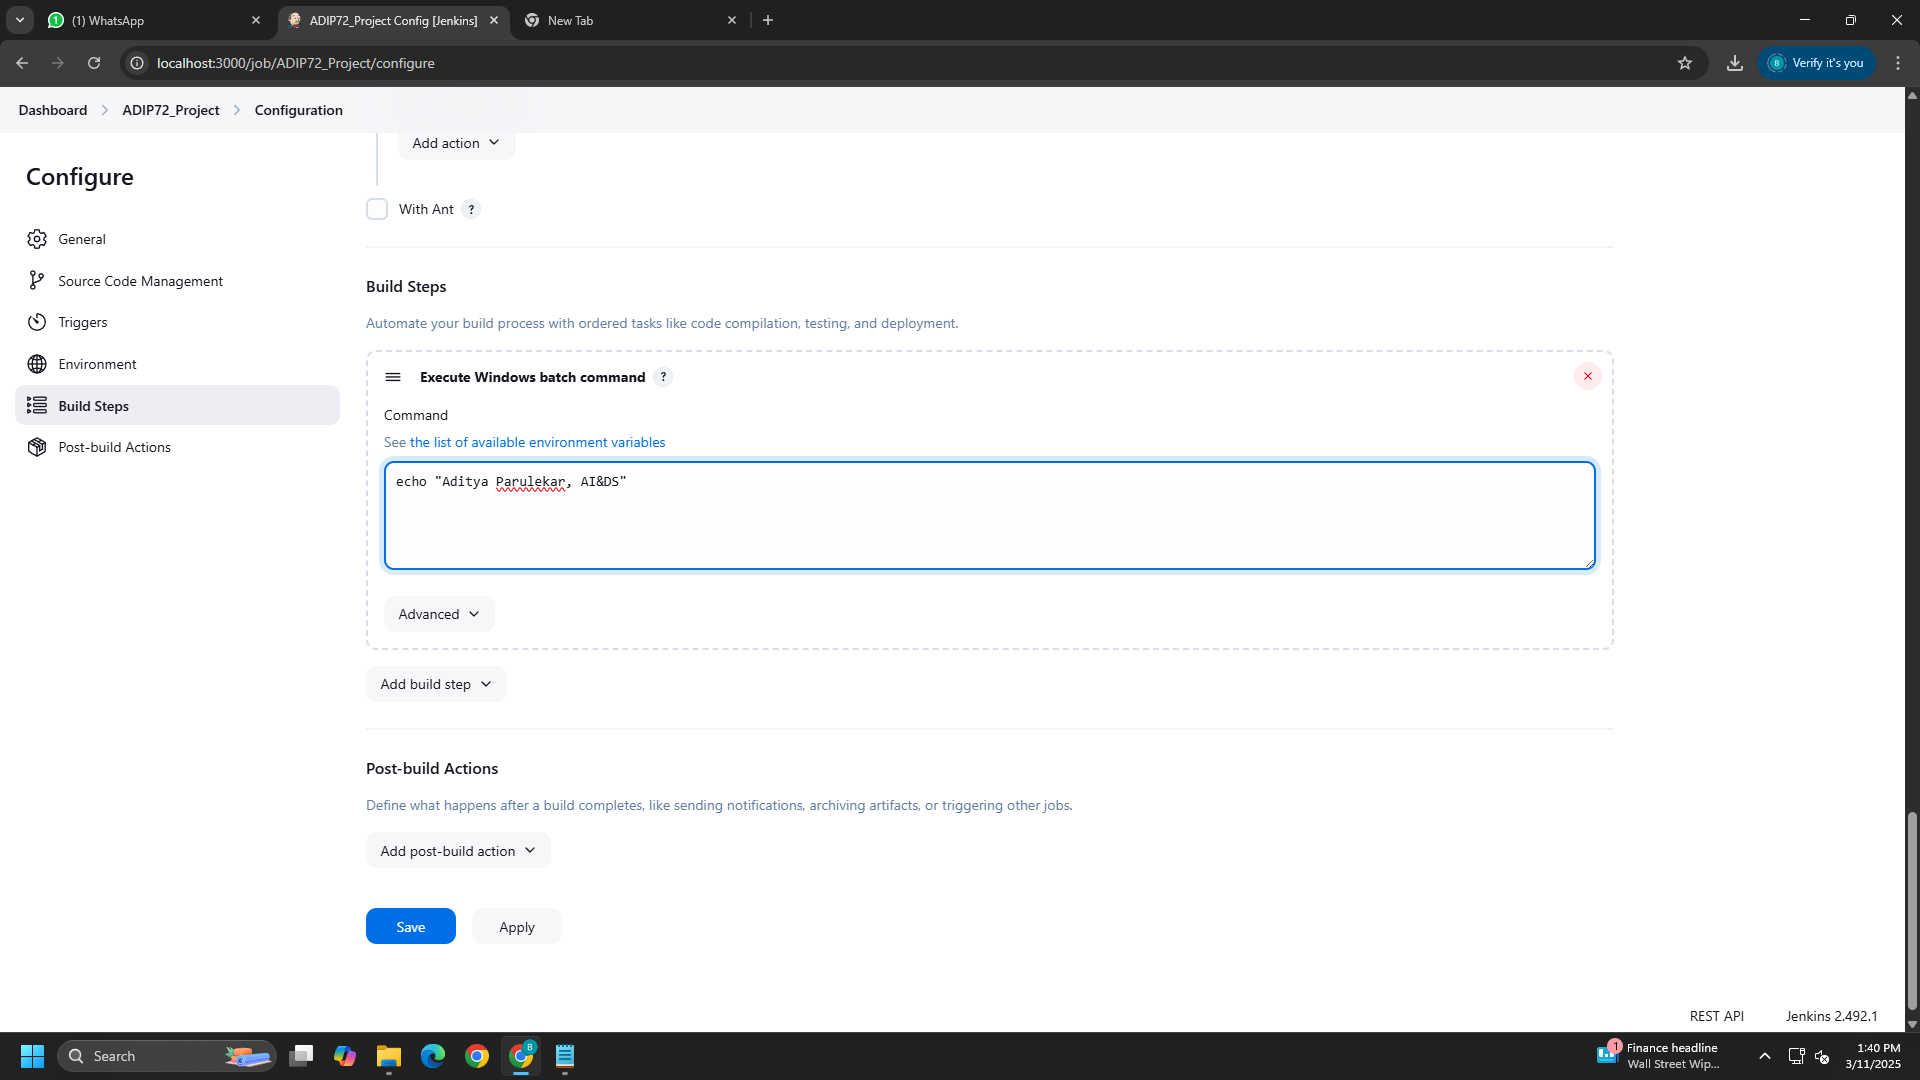 (1) WhatsApp
ADIP72_Project Config [Jenkins]
New Tab
localhost:3000/job/ADIP72_Project/configure
Verify it's you
Dashboard
ADIP72_Project
Configuration
Configure
General
Source Code Management
Triggers
Environment
Build Steps
Post-build Actions
Add action
With Ant ?
Build Steps
Automate your build process with ordered tasks like code compilation, testing, and deployment.
Execute Windows batch command ?
Command
See the list of available environment variables
echo "Aditya Parulekar, AI&DS"
Advanced
Add build step
Post-build Actions
Define what happens after a build completes, like sending notifications, archiving artifacts, or triggering other jobs.
Add post-build action
Save
Apply
REST API
Jenkins 2.492.1
Search
1
Finance headline
Wall Street Wip...
1:40 PM
3/11/2025